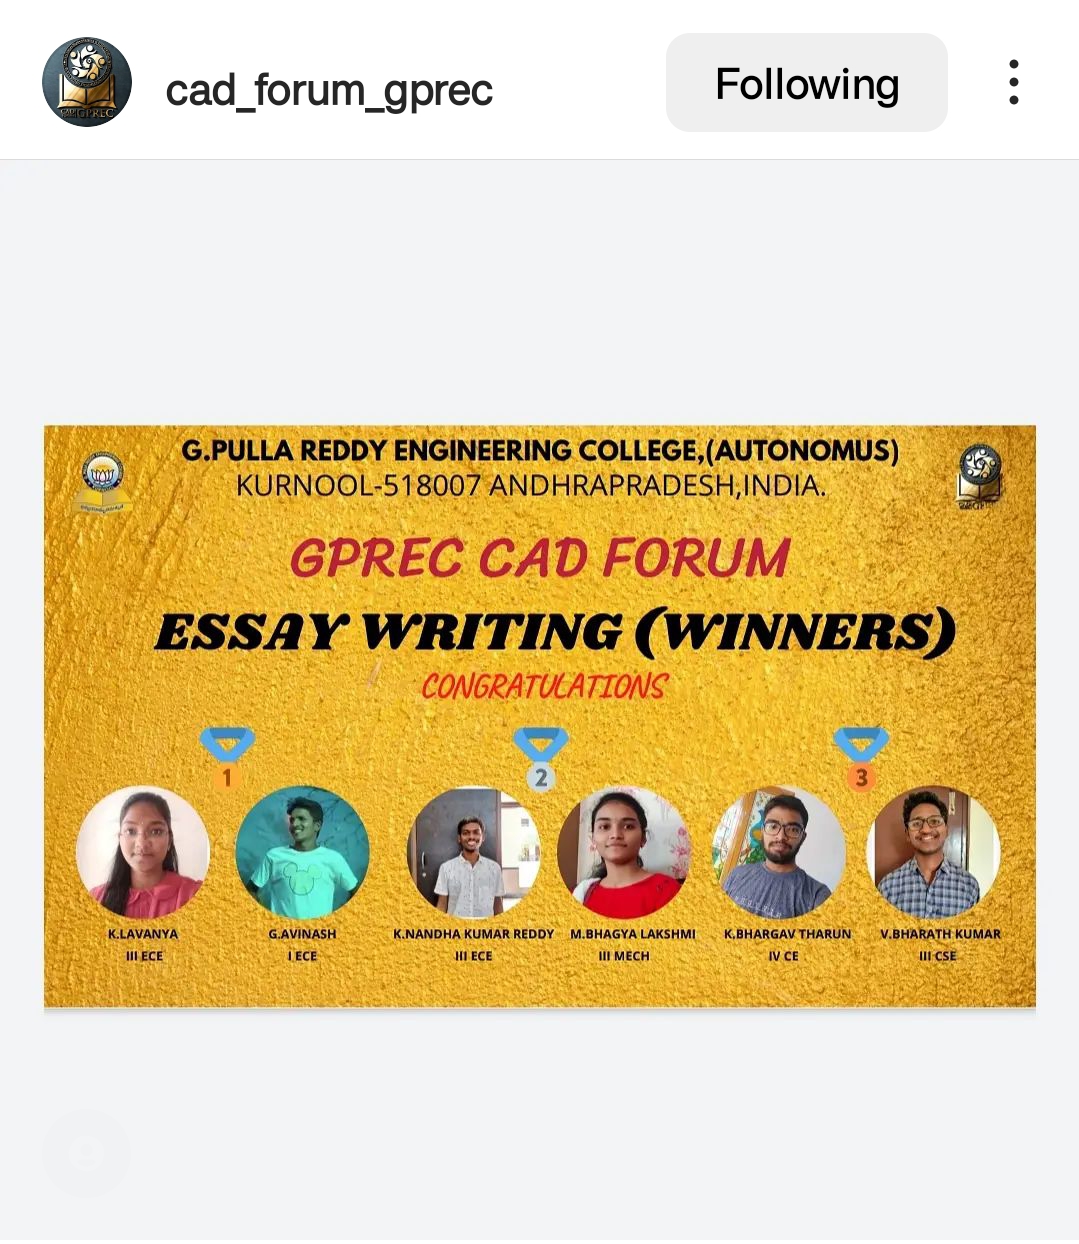 cad_forum_gprec
Following
G.PULLA REDDY ENGINEERING COLLEGE,(AUTONOMUS)
KURNOOL-518007 ANDHRAPRADESH,INDIA.
GPREC CAD FORUM
ESSAY WRITING (WINNERS)
CONGRATULATIONS
1
2
3
K.LAVANYA
III ECE
G.AVINASH
I ECE
K.NANDHA KUMAR REDDY
III ECE
M.BHAGYA LAKSHMI
III MECH
K.BHARGAV THARUN
IV CE
V.BHARATH KUMAR
III CSE